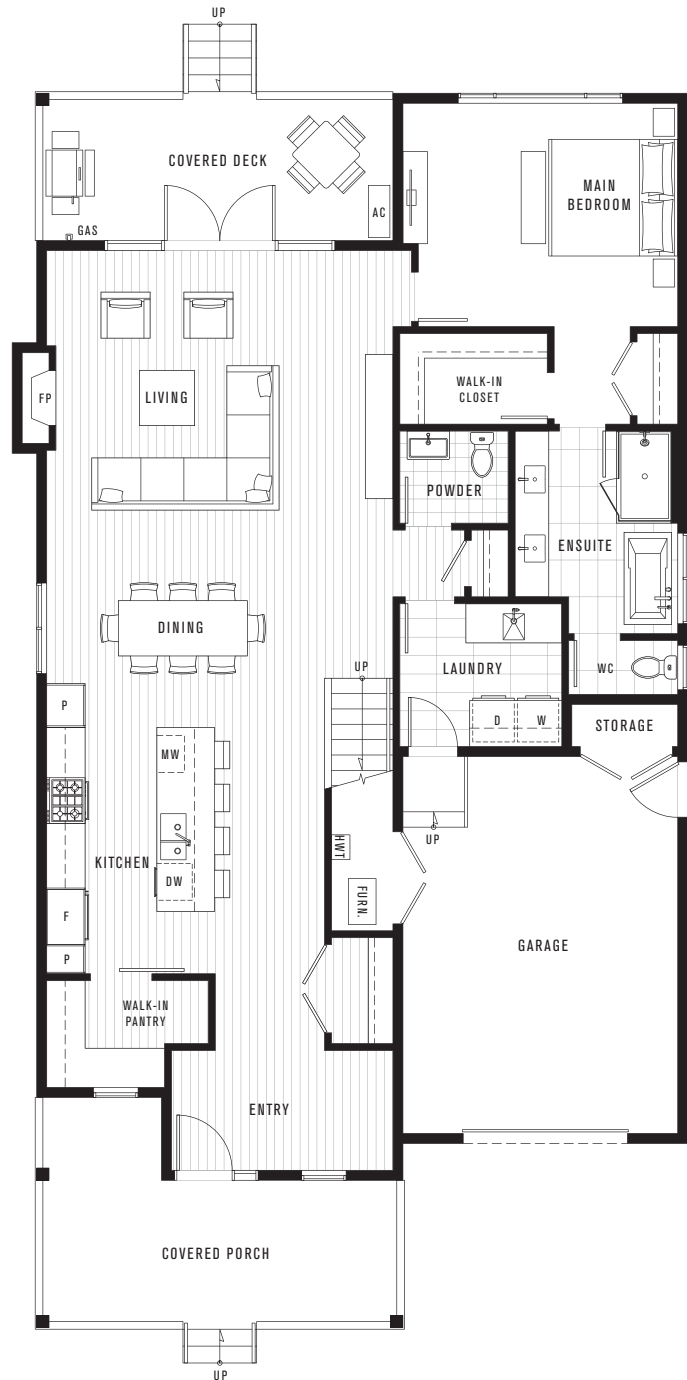 UP
COVERED DECK
MAIN
BEDROOM
AC
GAS
FP
LIVING
WALK-IN
CLOSET
POWDER
ENSUITE
DINING
LAUNDRY
WC
UP
P
D
W
STORAGE
MW
UP
HWT
KITCHEN
DW
FURN.
F
GARAGE
P
WALK-IN
PANTRY
ENTRY
COVERED PORCH
UP